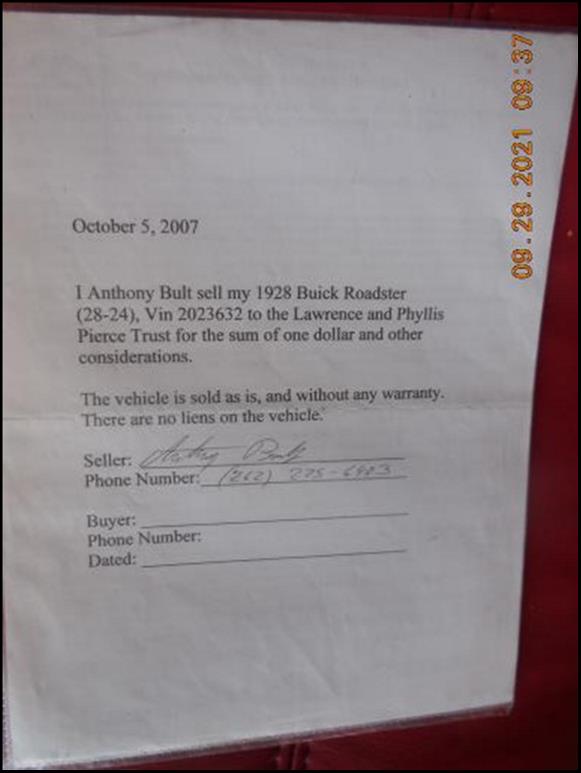 09.29.2021 09:37
October 5, 2007
I Anthony Bult sell my 1928 Buick Roadster
(28-24), Vin 2023632 to the Lawrence and Phyllis
Pierce Trust for the sum of one dollar and other
considerations.
The vehicle is sold as is, and without any warranty.
There are no liens on the vehicle.
Seller: Anthony Bult
Phone Number: (262)
Buyer:
Phone Number:
Dated: